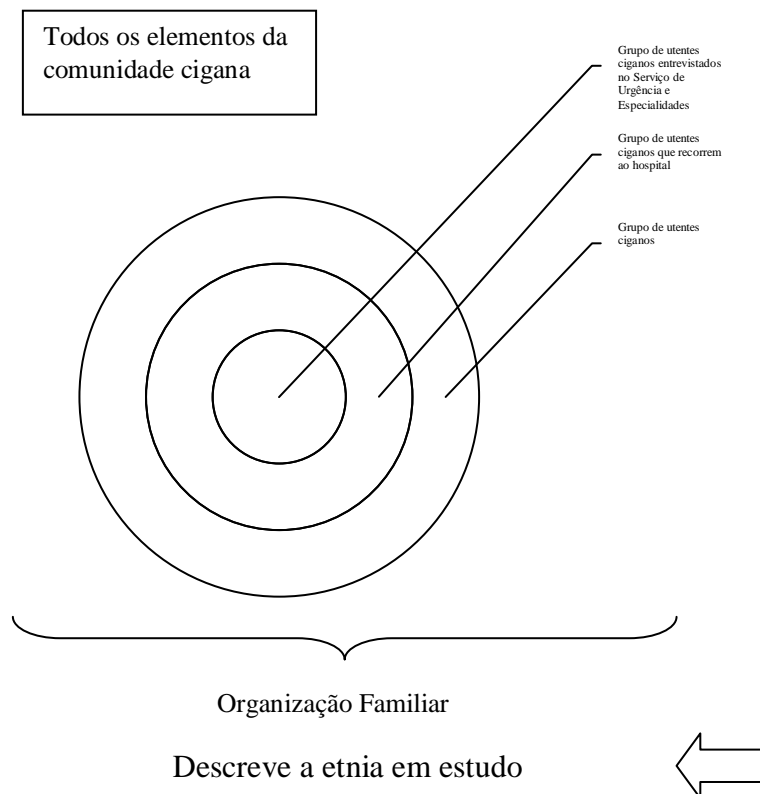 Todos os elementos da
comunidade cigana
Grupo de utentes
ciganos entrevistados
no Serviço de
Urgência e
Especialidades
Grupo de utentes
ciganos que recorrem
ao hospital
Grupo de utentes
ciganos
Organização Familiar
Descreve a etnia em estudo